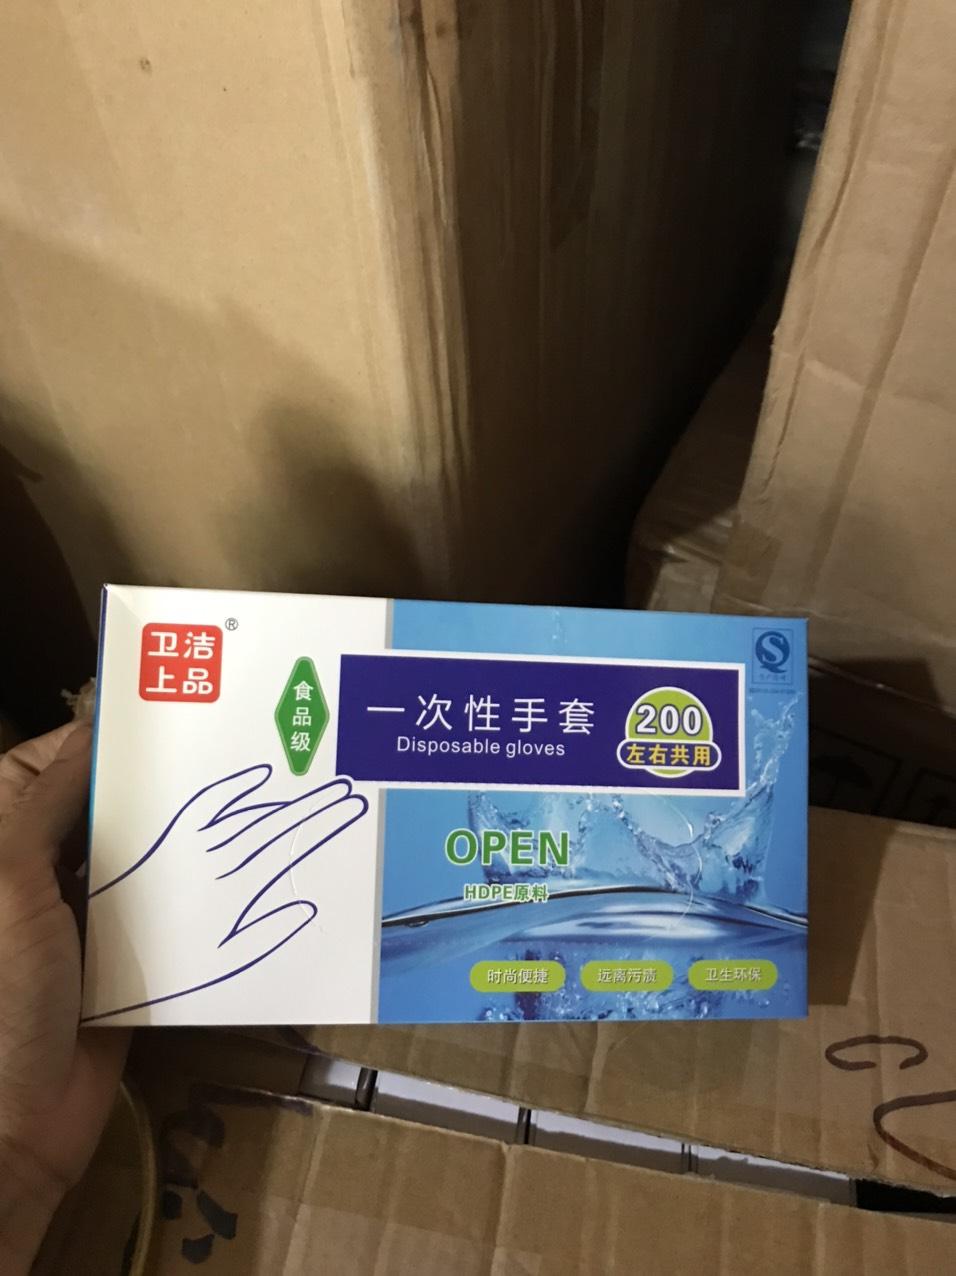 卫洁®
上品
食品级
一次性手套
Disposable gloves
200
左右共用
OPEN
HDPE原料
时尚便捷
远离污质
卫生环保